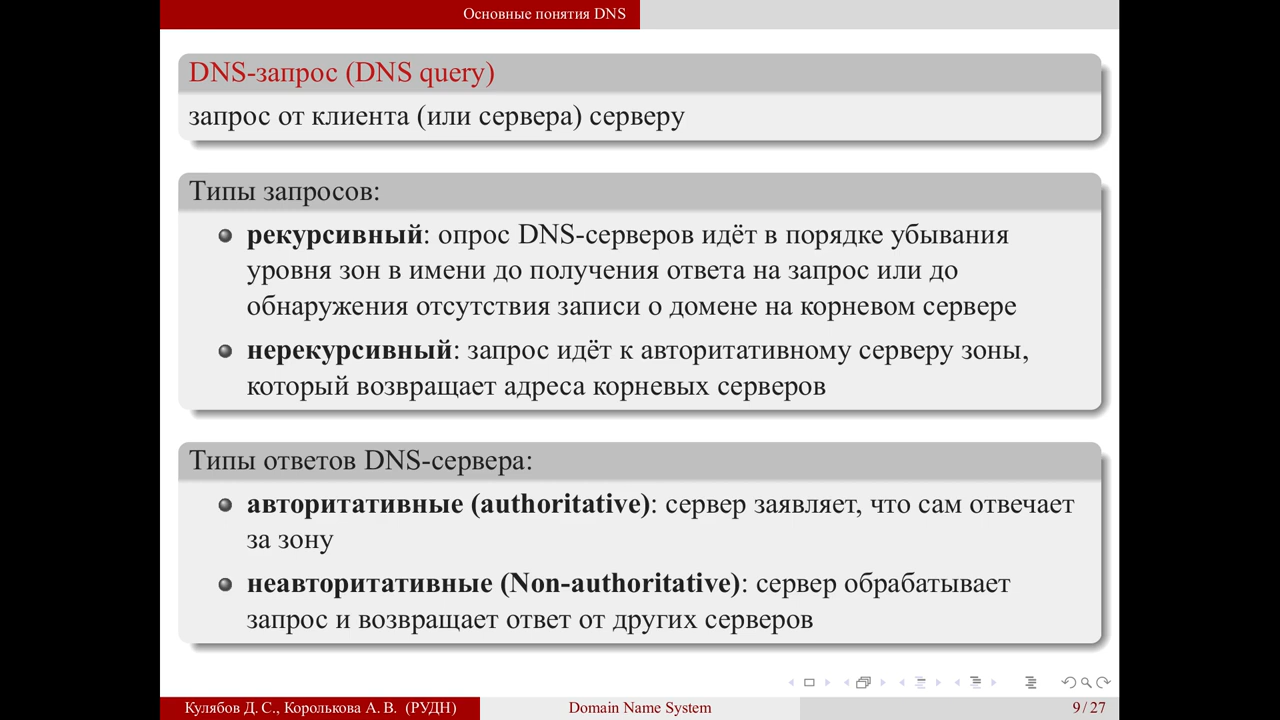 Основные понятия DNS
DNS-запрос (DNS query)
запрос от клиента (или сервера) серверу
Типы запросов:
рекурсивный: опрос DNS-серверов идёт в порядке убывания
уровня зон в имени до получения ответа на запрос или до
обнаружения отсутствия записи о домене на корневом сервере
нерекурсивный: запрос идёт к авторитативному серверу зоны,
который возвращает адреса корневых серверов
Типы ответов DNS-сервера:
авторитативные (authoritative): сервер заявляет, что сам отвечает
за зону
неавторитативные (Non-authoritative): сервер обрабатывает
запрос и возвращает ответ от других серверов
Кулябов Д. С., Королькова А. В. (РУДН)
Domain Name System
9 / 27